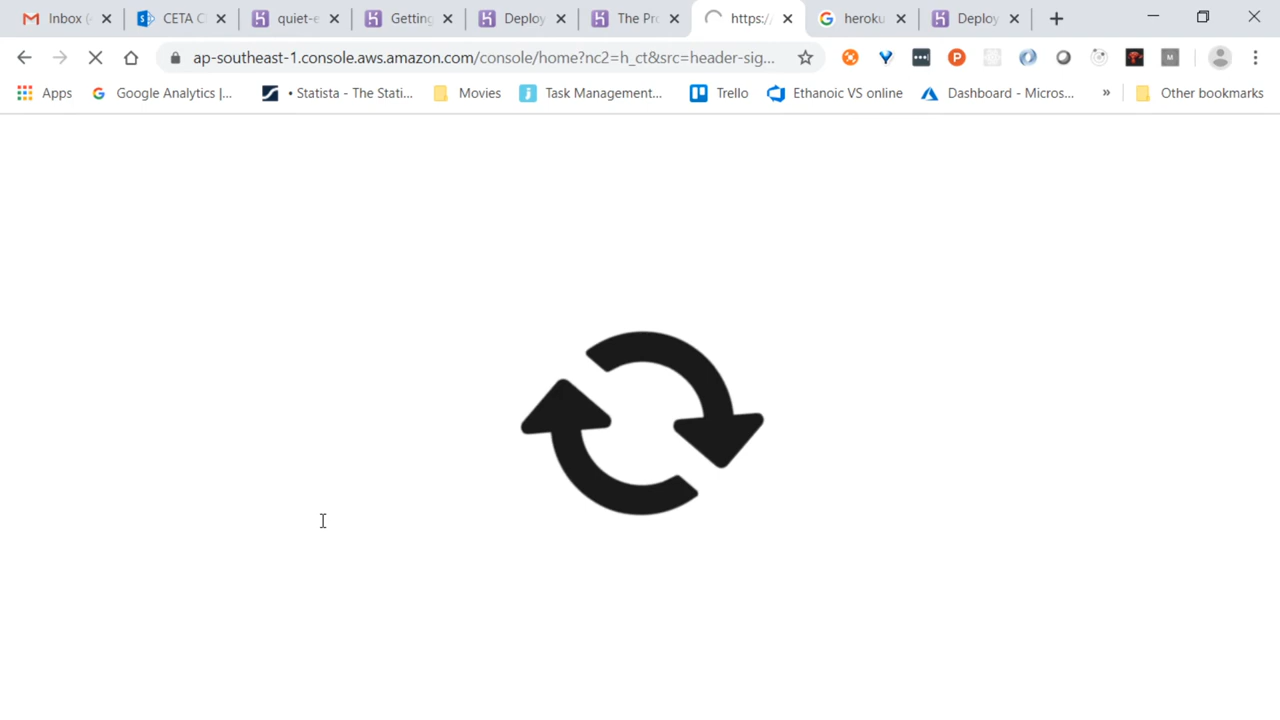 Inbox (
CETA C
quiet-e
Getting
Deploy
The Pro
https:/
heroku
Deploy
ap-southeast-1.console.aws.amazon.com/console/home?nc2=h_ct&src=header-sig...
Apps
Google Analytics |...
• Statista - The Stati...
Movies
Task Management...
Trello
Ethanoic VS online
Dashboard - Micros...
»
Other bookmarks